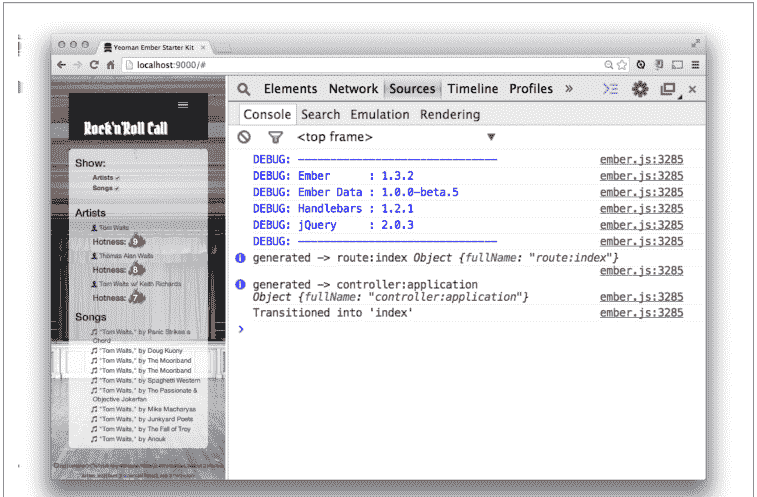 Yeoman Ember Starter Kit ×
localhost:9000/#
Rock'n'Roll Call
Show:
Artists ✓
Songs ✓
Artists
Tom Waits
Hotness: 9
Thomas Alan Waits
Hotness: 8
Tom Waits w/ Keith Richards
Hotness: 7
Songs
"Tom Waits," by Panic Strikes a
Chord
"Tom Waits," by Doug Kuony
"Tom Waits," by The Moonband
"Tom Waits," by The Moonband
"Tom Waits," by Spaghetti Western
"Tom Waits," by The Passionate &
Objective Jokerfan
"Tom Waits," by Mike Macharyas
"Tom Waits," by Junkyard Poets
"Tom Waits," by The Fall of Troy
"Tom Waits," by Anouk
Elements Network Sources Timeline Profiles »
Console Search Emulation Rendering
<top frame> ▼
DEBUG: ------------------------------- ember.js:3285
DEBUG: Ember : 1.3.2 ember.js:3285
DEBUG: Ember Data : 1.0.0-beta.5 ember.js:3285
DEBUG: Handlebars : 1.2.1 ember.js:3285
DEBUG: jQuery : 2.0.3 ember.js:3285
DEBUG: ------------------------------- ember.js:3285
generated -> route:index Object {fullName: "route:index"}
ember.js:3285
generated -> controller:application ember.js:3285
Object {fullName: "controller:application"}
Transitioned into 'index' ember.js:3285
>